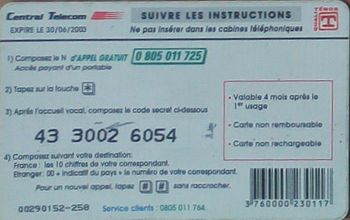 Central Telecom
SUIVRE LES INSTRUCTIONS
EXPIRE LE 30/06/2003
Ne pas insérer dans les cabines téléphoniques
1) Composez le N d'APPEL GRATUIT 0 805 011 725
Accès payant d'un portable
2) Tapez sur la touche *
3) Après l'accueil vocal, composez le code secret ci-dessous
43 3002 6054
4) Composez suivant votre destination:
France : les 10 chiffres de votre correspondant.
Etranger: 00 + indicatif du pays + le numéro de votre correspondant.
Pour un nouvel appel, tapez # # sans raccrocher.
• Valable 4 mois après le
1er usage
• Carte non remboursable
• Carte non rechargeable
00290152-258
Service clients : 0805 011 764
3 760000 230117